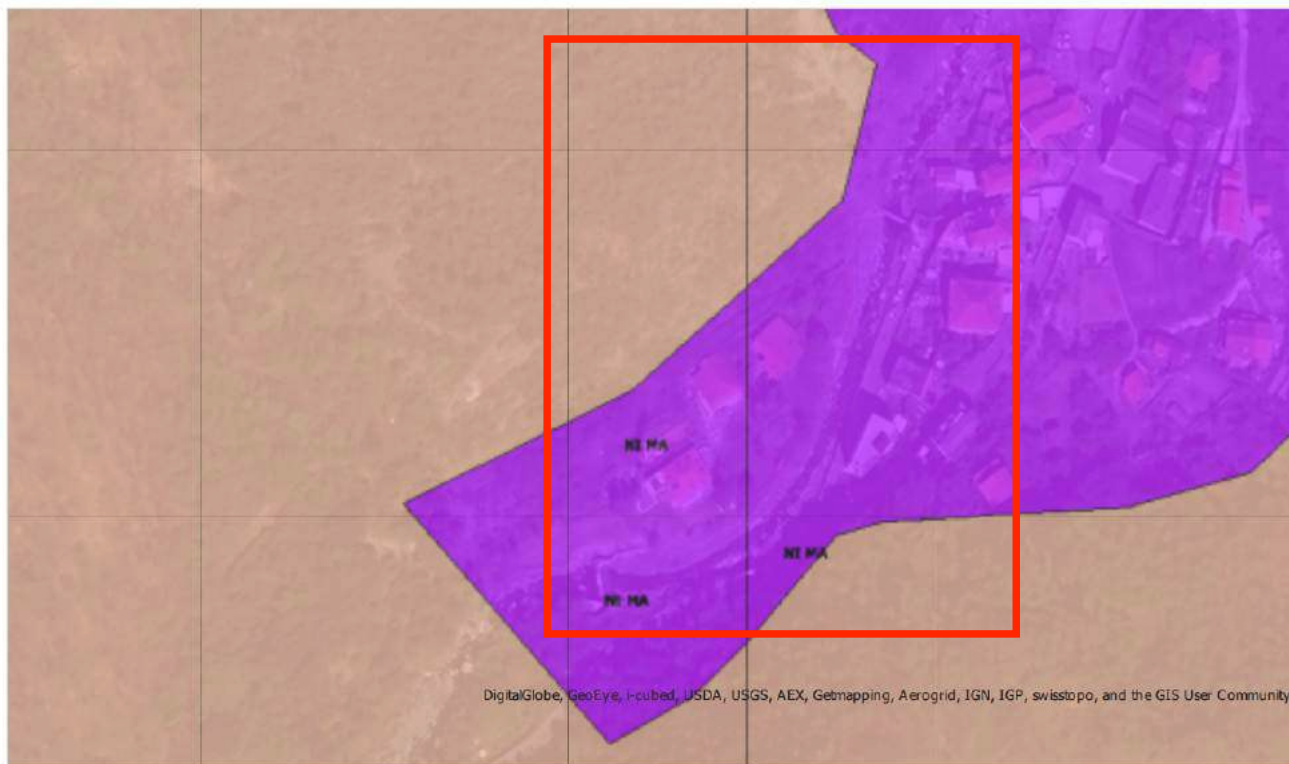 NI MA
NI MA
NI MA
DigitalGlobe, GeoEye, i-cubed, USDA, USGS, AEX, Getmapping, Aerogrid, IGN, IGP, swisstopo, and the GIS User Community